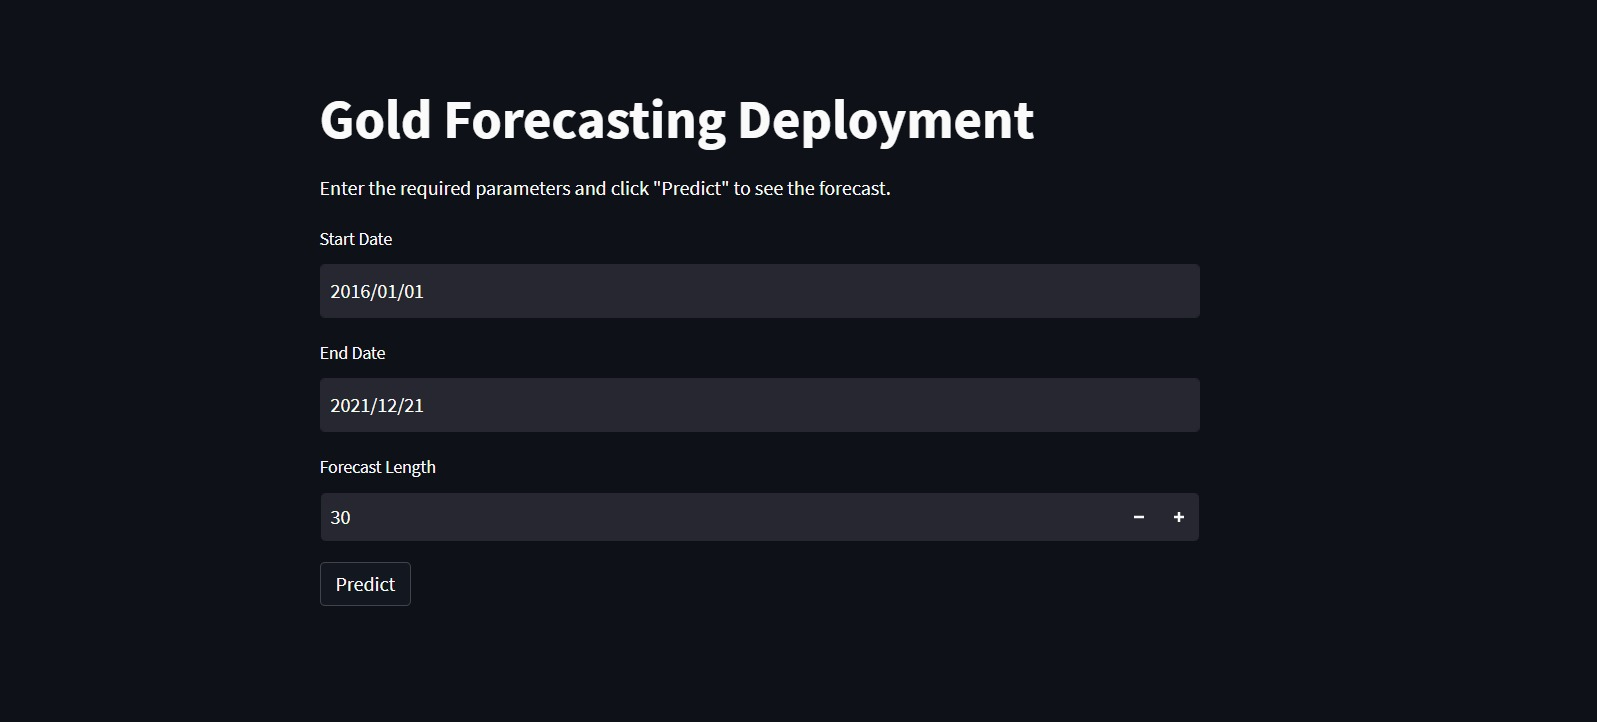 Gold Forecasting Deployment
Enter the required parameters and click "Predict" to see the forecast.
Start Date
2016/01/01
End Date
2021/12/21
Forecast Length
30
Predict